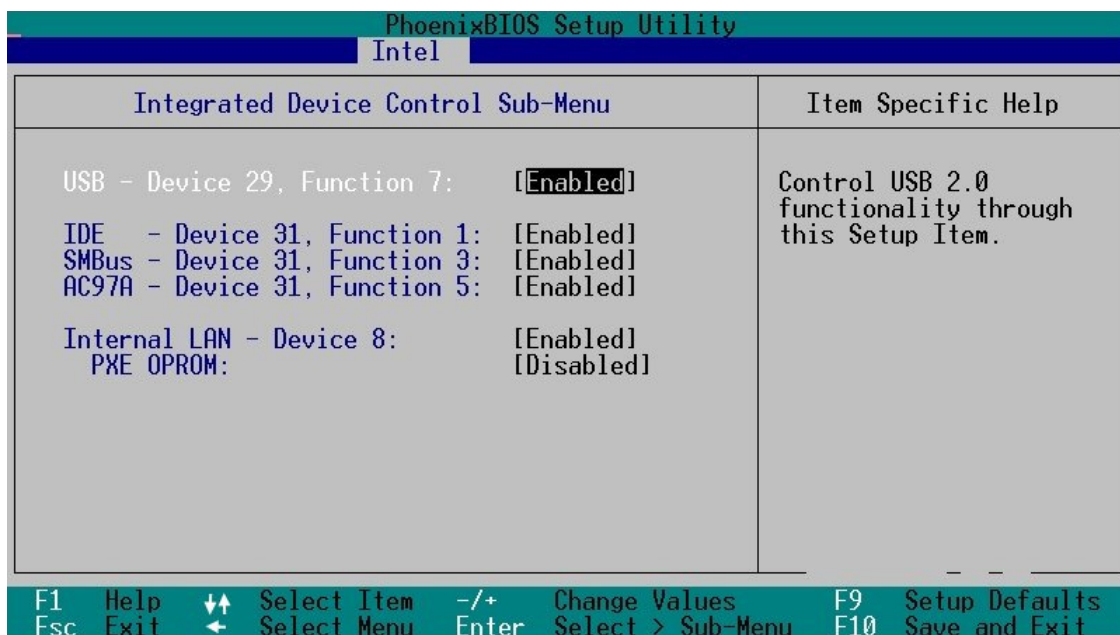 PhoenixBIOS Setup Utility
Intel
Integrated Device Control Sub-Menu
Item Specific Help
USB - Device 29, Function 7: [Enabled]
IDE - Device 31, Function 1: [Enabled]
SMBus - Device 31, Function 3: [Enabled]
AC97A - Device 31, Function 5: [Enabled]
Internal LAN - Device 8: [Enabled]
PXE OPROM: [Disabled]
Control USB 2.0
functionality through
this Setup Item.
F1 Help ↓↑ Select Item -/+ Change Values F9 Setup Defaults
Esc Exit ← Select Menu Enter Select > Sub-Menu F10 Save and Exit